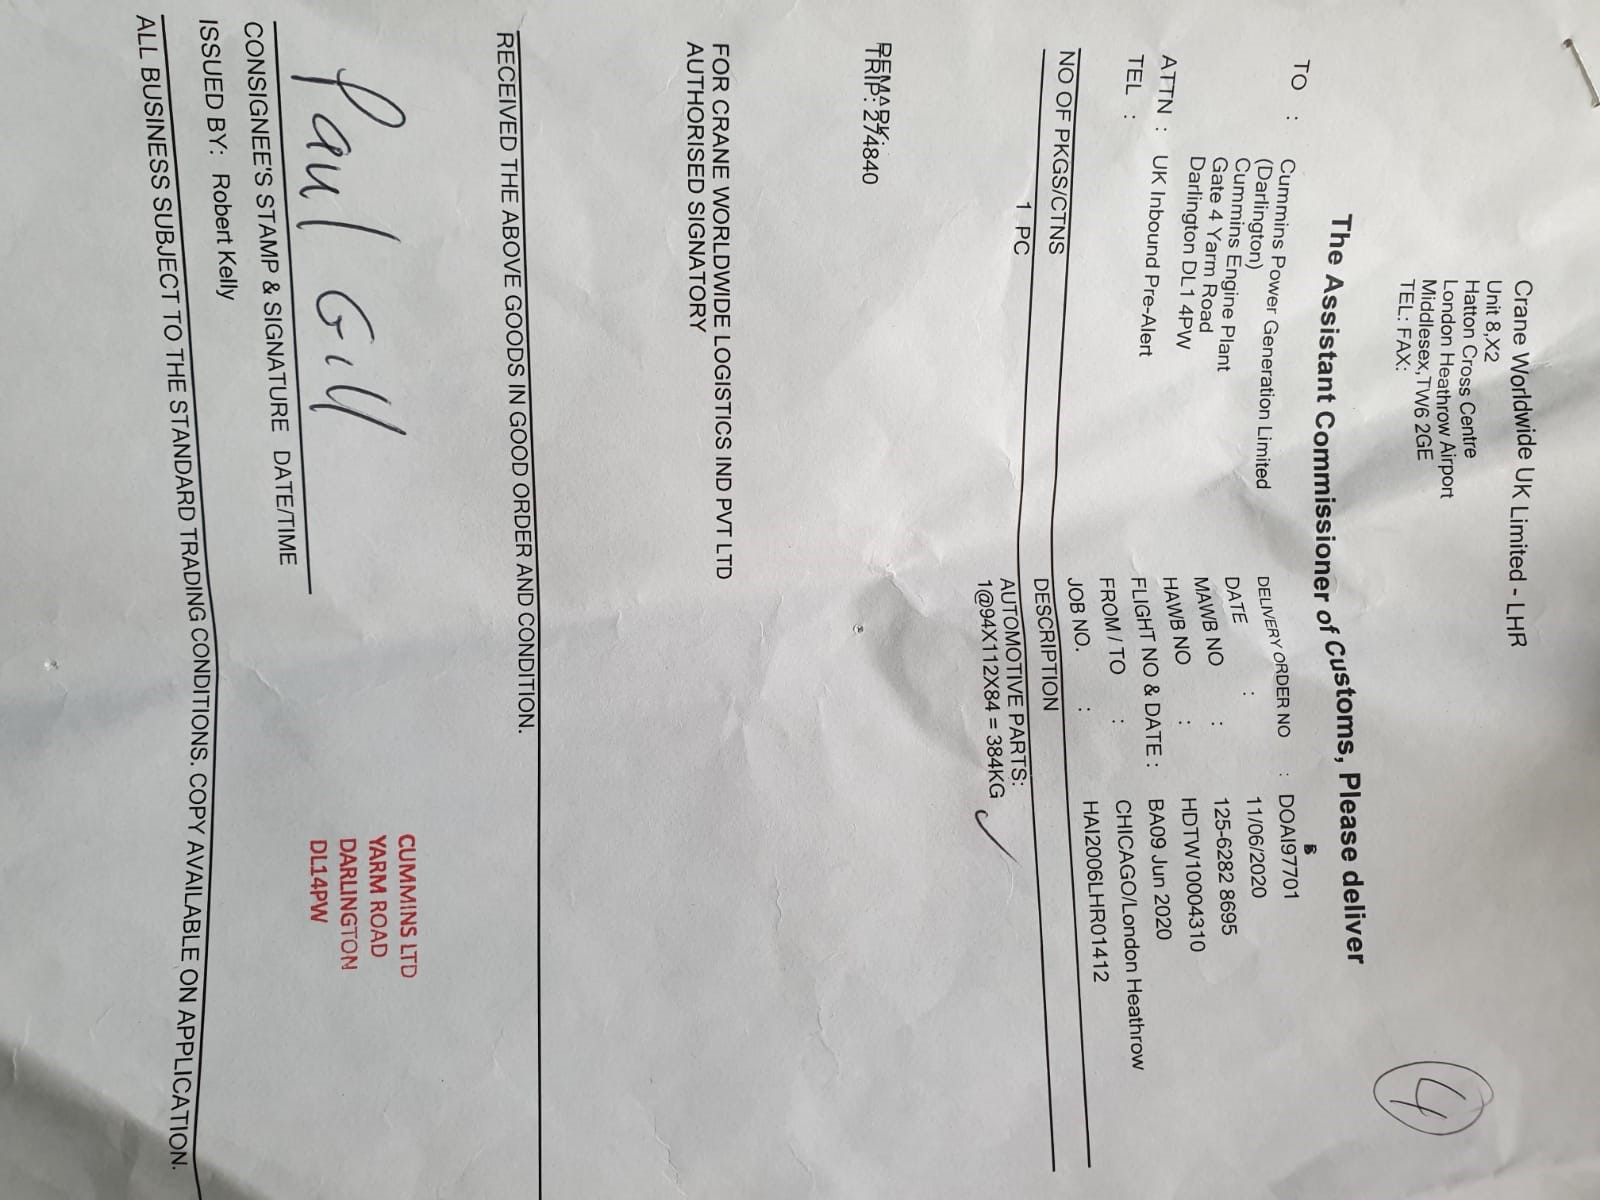 Crane Worldwide UK Limited - LHR
Unit 8,X2
Hatton Cross Centre
London Heathrow Airport
Middlesex,TW6 2GE
TEL: FAX:
4
The Assistant Commissioner of Customs, Please deliver
TO : Cummins Power Generation Limited
(Darlington)
Cummins Engine Plant
Gate 4 Yarm Road
Darlington DL1 4PW
ATTN : UK Inbound Pre-Alert
TEL :
DELIVERY ORDER NO : DOAI97701
DATE : 11/06/2020
MAWB NO : 125-6282 8695
HAWB NO : HDTW10004310
FLIGHT NO & DATE : BA09 Jun 2020
FROM / TO : CHICAGO/London Heathrow
JOB NO. : HAI2006LHR01412
NO OF PKGS/CTNS DESCRIPTION
1 PC AUTOMOTIVE PARTS:
1@94X112X84 = 384KG
REMARK:
TRIP: 274840
FOR CRANE WORLDWIDE LOGISTICS IND PVT LTD
AUTHORISED SIGNATORY
RECEIVED THE ABOVE GOODS IN GOOD ORDER AND CONDITION.
Paul Gill
CUMMINS LTD
YARM ROAD
DARLINGTON
DL14PW
CONSIGNEE'S STAMP & SIGNATURE DATE/TIME
ISSUED BY: Robert Kelly
ALL BUSINESS SUBJECT TO THE STANDARD TRADING CONDITIONS. COPY AVAILABLE ON APPLICATION.